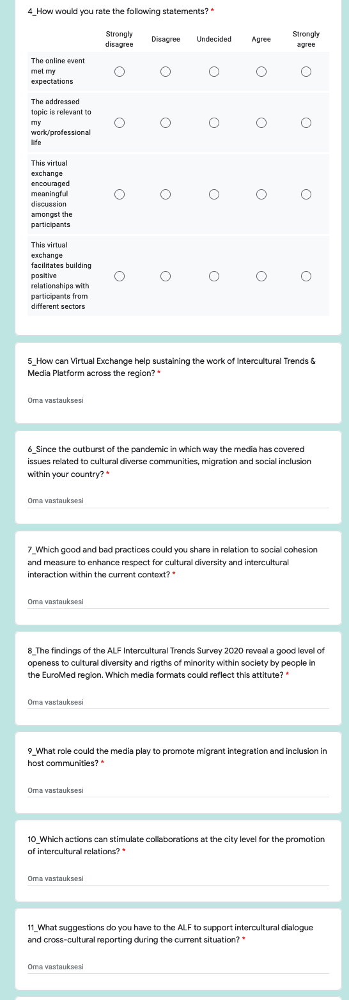 4_How would you rate the following statements? *
Strongly disagree Disagree Undecided Agree Strongly agree
The online event
met my
expectations
The addressed
topic is relevant to
my
work/professional
life
This virtual
exchange
encouraged
meaningful
discussion
amongst the
participants
This virtual
exchange
facilitates building
positive
relationships with
participants from
different sectors
5_How can Virtual Exchange help sustaining the work of Intercultural Trends &
Media Platform across the region? *
Oma vastauksesi
6_Since the outburst of the pandemic in which way the media has covered
issues related to cultural diverse communities, migration and social inclusion
within your country? *
Oma vastauksesi
7_Which good and bad practices could you share in relation to social cohesion
and measure to enhance respect for cultural diversity and intercultural
interaction within the current context? *
Oma vastauksesi
8_The findings of the ALF Intercultural Trends Survey 2020 reveal a good level of
openess to cultural diversity and rigths of minority within society by people in
the EuroMed region. Which media formats could reflect this attitute? *
Oma vastauksesi
9_What role could the media play to promote migrant integration and inclusion in
host communities? *
Oma vastauksesi
10_Which actions can stimulate collaborations at the city level for the promotion
of intercultural relations? *
Oma vastauksesi
11_What suggestions do you have to the ALF to support intercultural dialogue
and cross-cultural reporting during the current situation? *
Oma vastauksesi